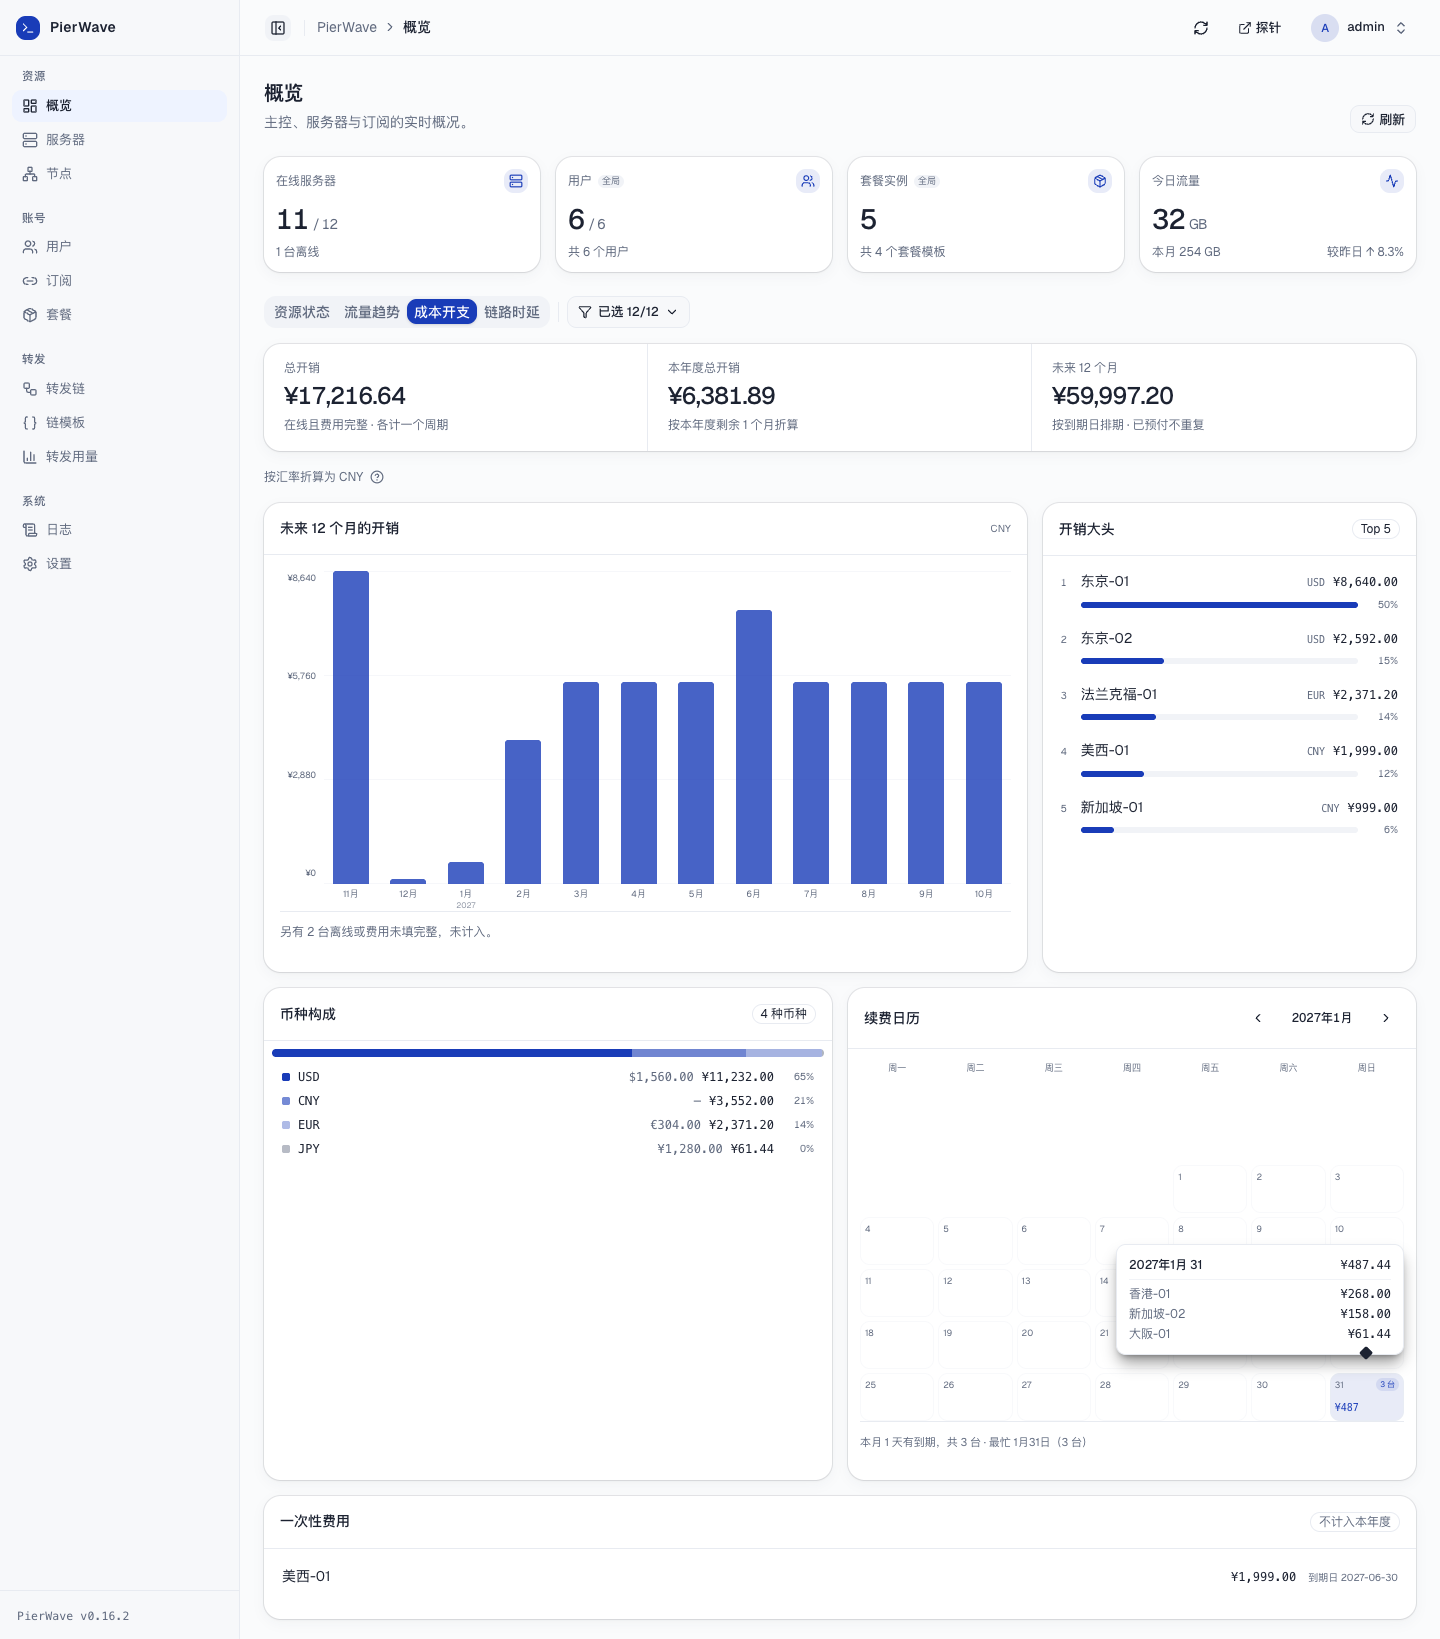 PierWave
PierWave > 概览
探针
A
admin
资源
概览
服务器
节点
账号
用户
订阅
套餐
转发
转发链
链模板
转发用量
系统
日志
设置
PierWave v0.16.2
概览
主控、服务器与订阅的实时概况。
刷新
在线服务器
11 / 12
1 台离线
用户 全局
6 / 6
共 6 个用户
套餐实例 全局
5
共 4 个套餐模板
今日流量
32 GB
本月 254 GB
较昨日 ↑ 8.3%
资源状态
流量趋势
成本开支
链路时延
已选 12/12
总开销
¥17,216.64
在线且费用完整 · 各计一个周期
本年度总开销
¥6,381.89
按本年度剩余 1 个月折算
未来 12 个月
¥59,997.20
按到期日排期 · 已预付不重复
按汇率折算为 CNY
未来 12 个月的开销
CNY
¥8,640
¥5,760
¥2,880
¥0
11月
12月
1月
2027
2月
3月
4月
5月
6月
7月
8月
9月
10月
另有 2 台离线或费用未填完整，未计入。
开销大头
Top 5
1 东京-01 USD ¥8,640.00
50%
2 东京-02 USD ¥2,592.00
15%
3 法兰克福-01 EUR ¥2,371.20
14%
4 美西-01 CNY ¥1,999.00
12%
5 新加坡-01 CNY ¥999.00
6%
币种构成
4 种币种
USD $1,560.00 ¥11,232.00 65%
CNY — ¥3,552.00 21%
EUR €304.00 ¥2,371.20 14%
JPY ¥1,280.00 ¥61.44 0%
续费日历
2027年1月
周一 周二 周三 周四 周五 周六 周日
1 2 3
4 5 6 7 8 9 10
11 12 13 14
18 19 20 21
25 26 27 28 29 30 31 3 台
¥487
2027年1月 31 ¥487.44
香港-01 ¥268.00
新加坡-02 ¥158.00
大阪-01 ¥61.44
本月 1 天有到期，共 3 台 · 最忙 1月31日（3 台）
一次性费用
不计入本年度
美西-01
¥1,999.00 到期日 2027-06-30